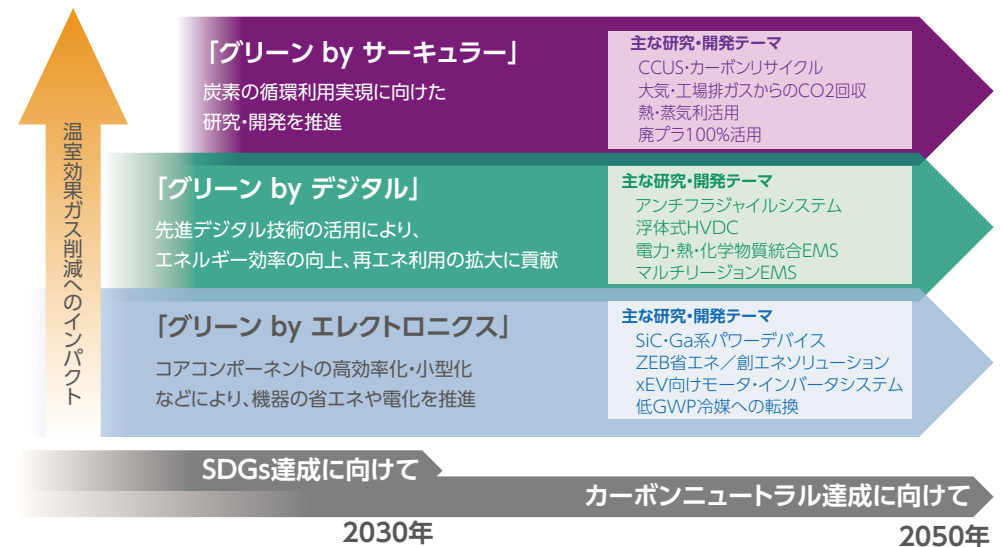 温室効果ガス削減へのインパクト
「グリーン by サーキュラー」
炭素の循環利用実現に向けた
研究・開発を推進
主な研究・開発テーマ
CCUS・カーボンリサイクル
大気・工場排ガスからのCO2回収
熱・蒸気利活用
廃プラ100%活用
「グリーン by デジタル」
先進デジタル技術の活用により、
エネルギー効率の向上、再エネ利用の拡大に貢献
主な研究・開発テーマ
アンチフラジャイルシステム
浮体式HVDC
電力・熱・化学物質統合EMS
マルチリージョンEMS
「グリーン by エレクトロニクス」
コアコンポーネントの高効率化・小型化
などにより、機器の省エネや電化を推進
主な研究・開発テーマ
SiC・Ga系パワーデバイス
ZEB省エネ／創エネソリューション
xEV向けモータ・インバータシステム
低GWP冷媒への転換
SDGs達成に向けて
カーボンニュートラル達成に向けて
2030年
2050年